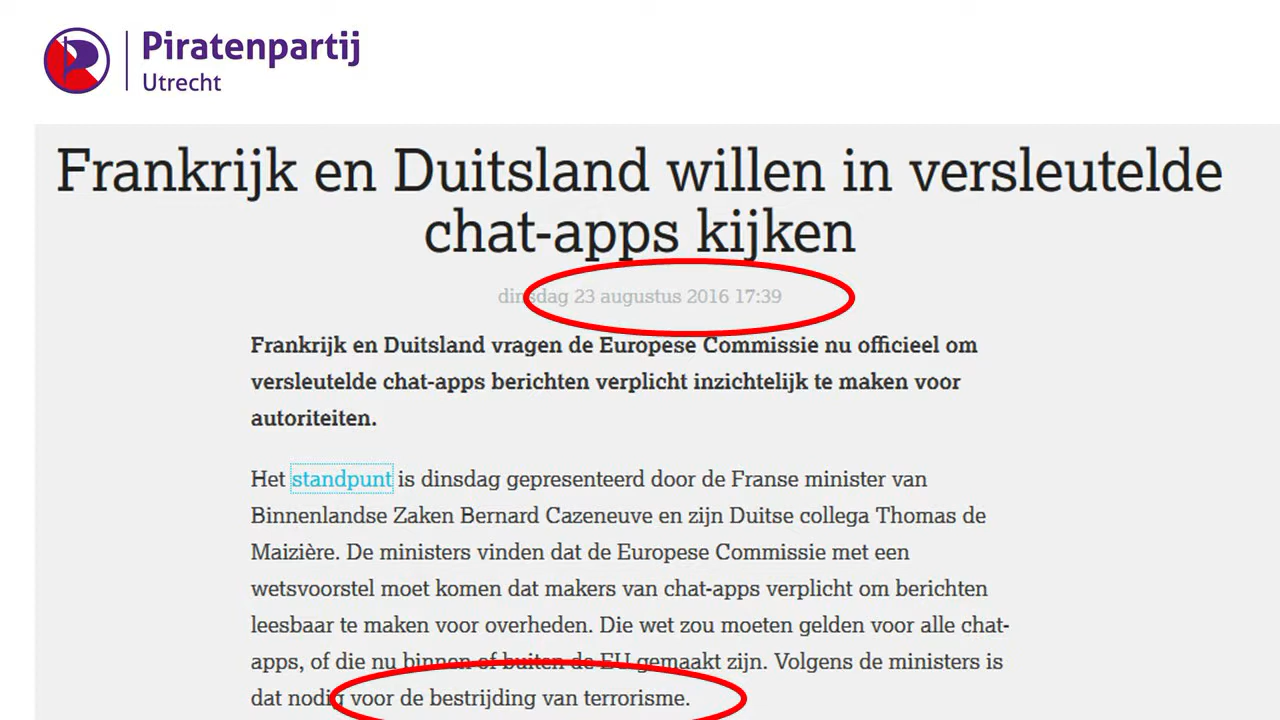 Piratenpartij
Utrecht
Frankrijk en Duitsland willen in versleutelde
chat-apps kijken
dinsdag 23 augustus 2016 17:39
Frankrijk en Duitsland vragen de Europese Commissie nu officieel om
versleutelde chat-apps berichten verplicht inzichtelijk te maken voor
autoriteiten.
Het standpunt is dinsdag gepresenteerd door de Franse minister van
Binnenlandse Zaken Bernard Cazeneuve en zijn Duitse collega Thomas de
Maizière. De ministers vinden dat de Europese Commissie met een
wetsvoorstel moet komen dat makers van chat-apps verplicht om berichten
leesbaar te maken voor overheden. Die wet zou moeten gelden voor alle chat-
apps, of die nu binnen of buiten de EU gemaakt zijn. Volgens de ministers is
dat nodig voor de bestrijding van terrorisme.